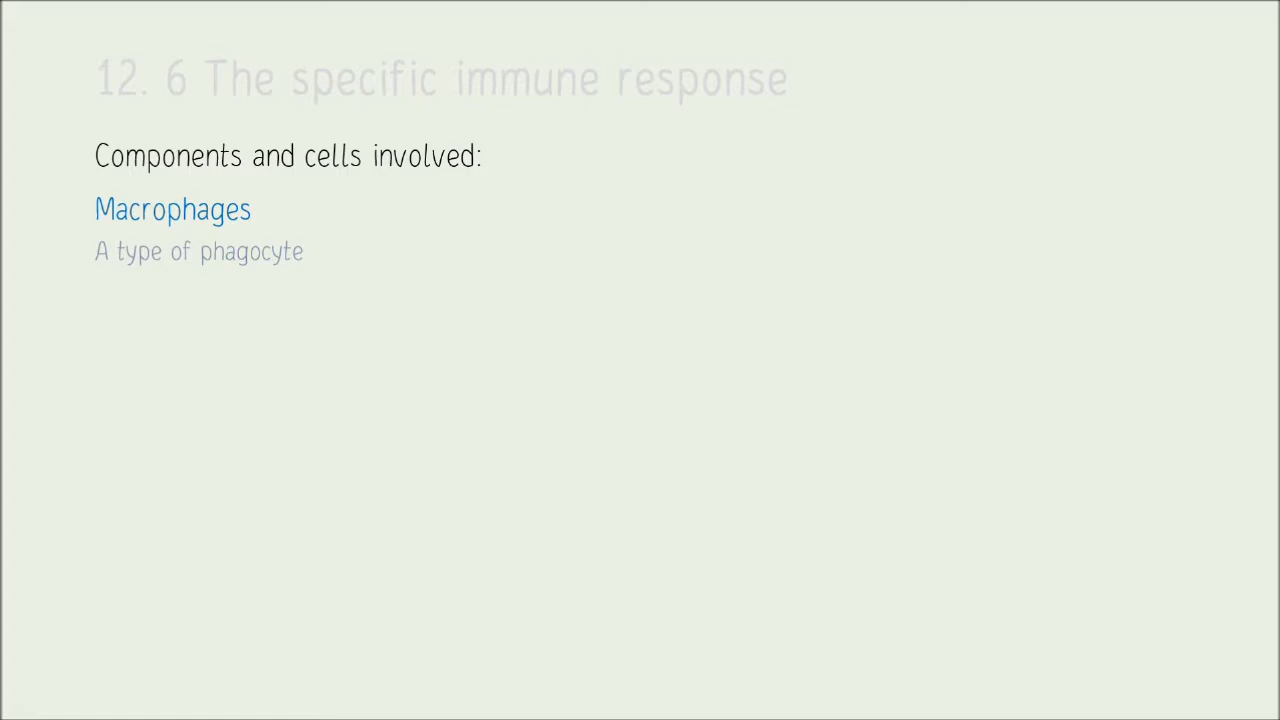 12. 6 The specific immune response
Components and cells involved:
Macrophages
A type of phagocyte